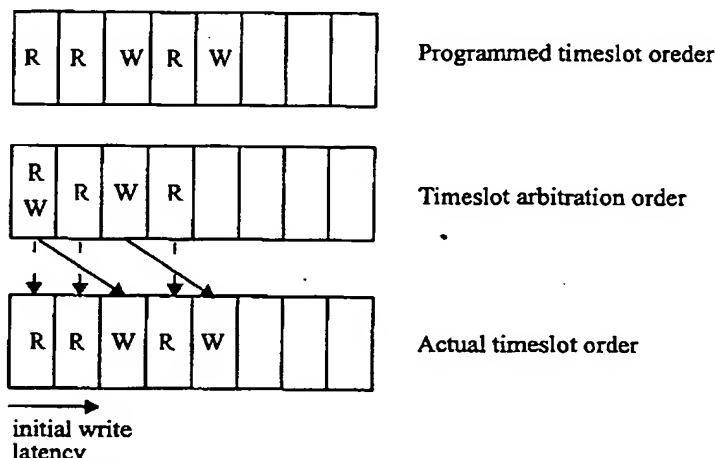 R R W R W
Programmed timeslot oreder
R
W
R W R
Timeslot arbitration order
R R W R W
Actual timeslot order
initial write
latency